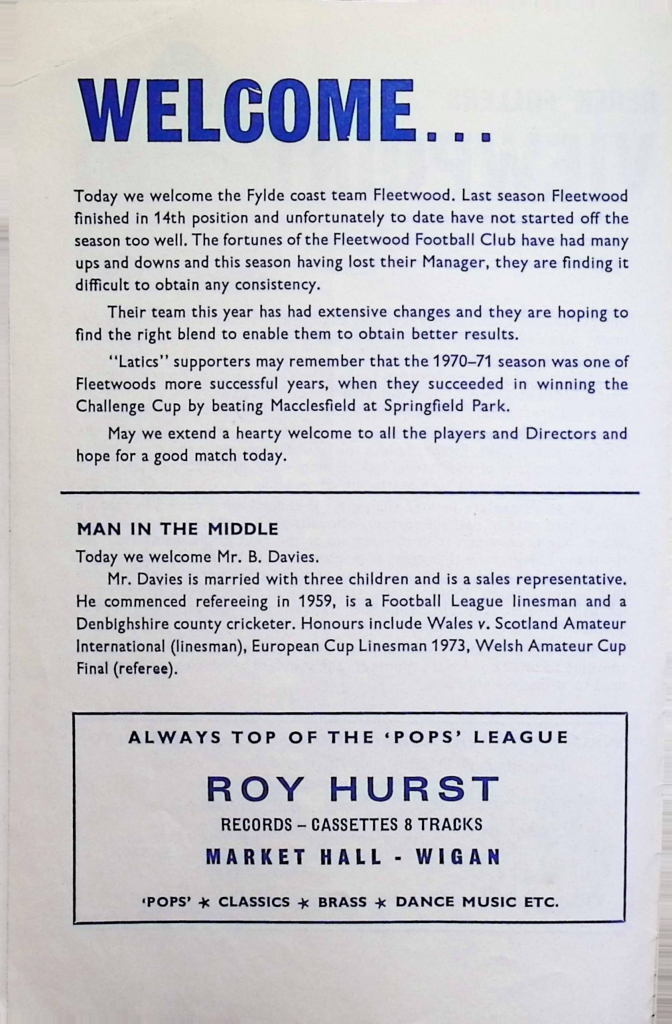 WELCOME...
Today we welcome the Fylde coast team Fleetwood. Last season Fleetwood
finished in 14th position and unfortunately to date have not started off the
season too well. The fortunes of the Fleetwood Football Club have had many
ups and downs and this season having lost their Manager, they are finding it
difficult to obtain any consistency.
Their team this year has had extensive changes and they are hoping to
find the right blend to enable them to obtain better results.
"Latics" supporters may remember that the 1970–71 season was one of
Fleetwoods more successful years, when they succeeded in winning the
Challenge Cup by beating Macclesfield at Springfield Park.
May we extend a hearty welcome to all the players and Directors and
hope for a good match today.
MAN IN THE MIDDLE
Today we welcome Mr. B. Davies.
Mr. Davies is married with three children and is a sales representative.
He commenced refereeing in 1959, is a Football League linesman and a
Denbighshire county cricketer. Honours include Wales v. Scotland Amateur
International (linesman), European Cup Linesman 1973, Welsh Amateur Cup
Final (referee).
ALWAYS TOP OF THE 'POPS' LEAGUE
ROY HURST
RECORDS – CASSETTES 8 TRACKS
MARKET HALL - WIGAN
'POPS' ★ CLASSICS ★ BRASS ★ DANCE MUSIC ETC.